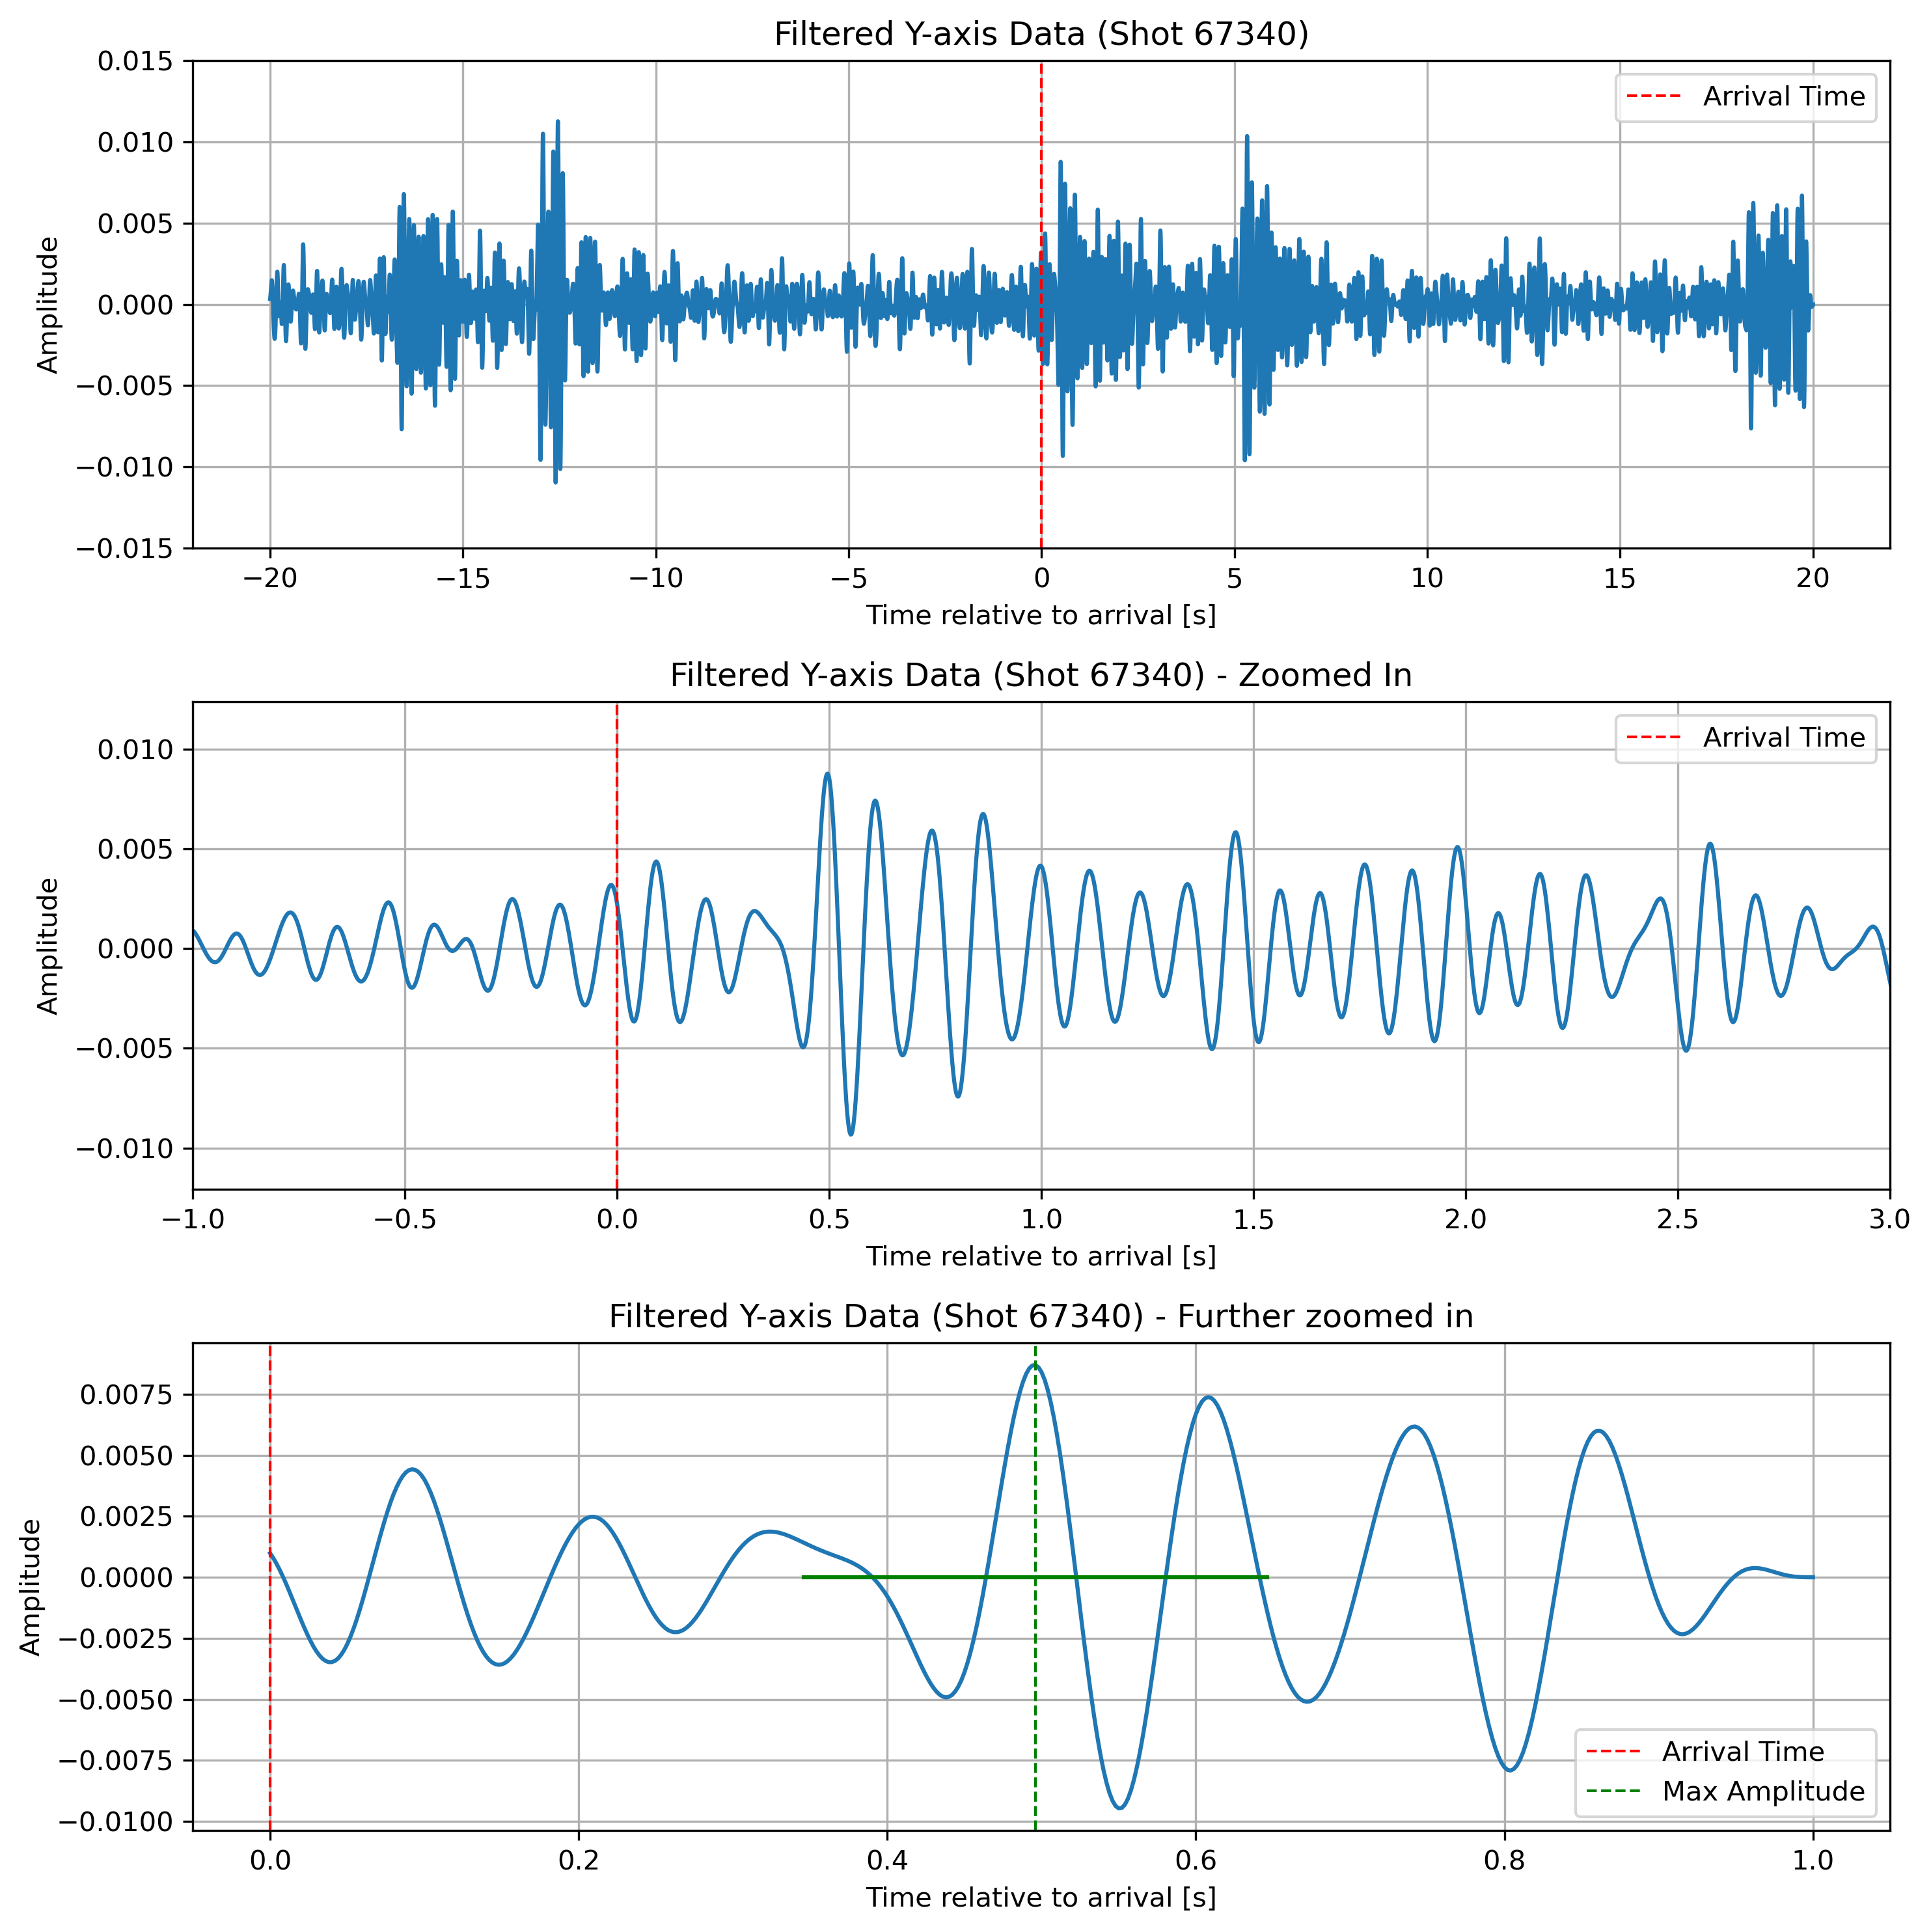 Filtered Y-axis Data (Shot 67340)
0.015
0.010
0.005
0.000
−0.005
−0.010
−0.015
Amplitude
Arrival Time
−20 −15 −10 −5 0 5 10 15 20
Time relative to arrival [s]
Filtered Y-axis Data (Shot 67340) - Zoomed In
0.010
0.005
0.000
−0.005
−0.010
Amplitude
Arrival Time
−1.0 −0.5 0.0 0.5 1.0 1.5 2.0 2.5 3.0
Time relative to arrival [s]
Filtered Y-axis Data (Shot 67340) - Further zoomed in
0.0075
0.0050
0.0025
0.0000
−0.0025
−0.0050
−0.0075
−0.0100
Amplitude
Arrival Time
Max Amplitude
0.0 0.2 0.4 0.6 0.8 1.0
Time relative to arrival [s]